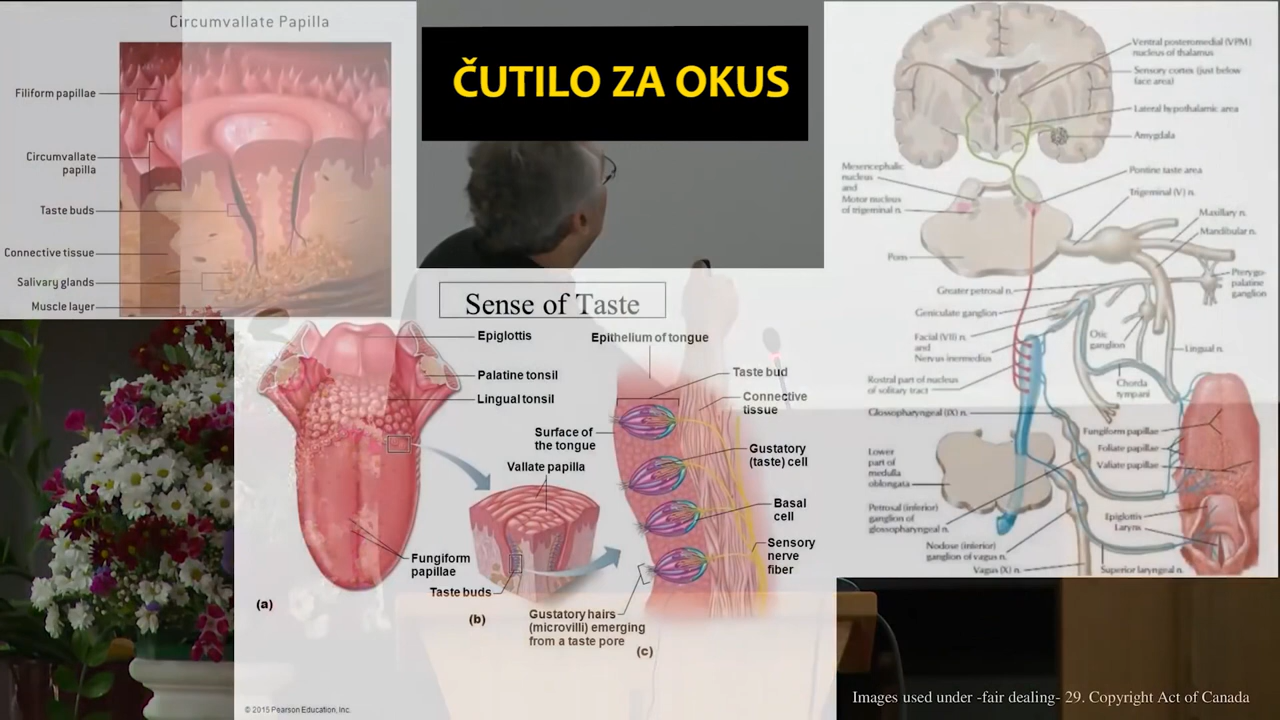 Circumvallate Papilla
Filiform papillae
Circumvallate
papilla
Taste buds
Connective tissue
Salivary glands
Muscle layer
ČUTILO ZA OKUS
Sense of Taste
Epiglottis
Palatine tonsil
Lingual tonsil
Epithelium of tongue
Taste bud
Connective
tissue
Surface of
the tongue
Gustatory
(taste) cell
Vallate papilla
Basal
cell
Sensory
nerve
fiber
Fungiform
papillae
Taste buds
Gustatory hairs
(microvilli) emerging
from a taste pore
(a)
(b)
(c)
© 2015 Pearson Education, Inc.
Ventral posteromedial (VPM)
nucleus of thalamus
Sensory cortex (just below
face area)
Lateral hypothalamic area
Amygdala
Mesencephalic
nucleus
and
Motor nucleus
of trigeminal n.
Pontine taste area
Trigeminal (V) n.
Maxillary n.
Mandibular n.
Pons
Pterygo-
palatine
ganglion
Greater petrosal n.
Geniculate ganglion
Facial (VII) n.
and
Nervus inermedius
Otic
ganglion
Lingual n.
Rostral part of nucleus
of solitary tract
Chorda
tympani
Glossopharyngeal (IX) n.
Fungiform papillae
Foliate papillae
Vallate papillae
Lower
part of
medulla
oblongata
Petrosal (inferior)
ganglion of
glossopharyngeal n.
Epiglottis
Larynx
Nodose (inferior)
ganglion of vagus n.
Vagus (X) n.
Superior laryngeal n.
Images used under -fair dealing- 29. Copyright Act of Canada